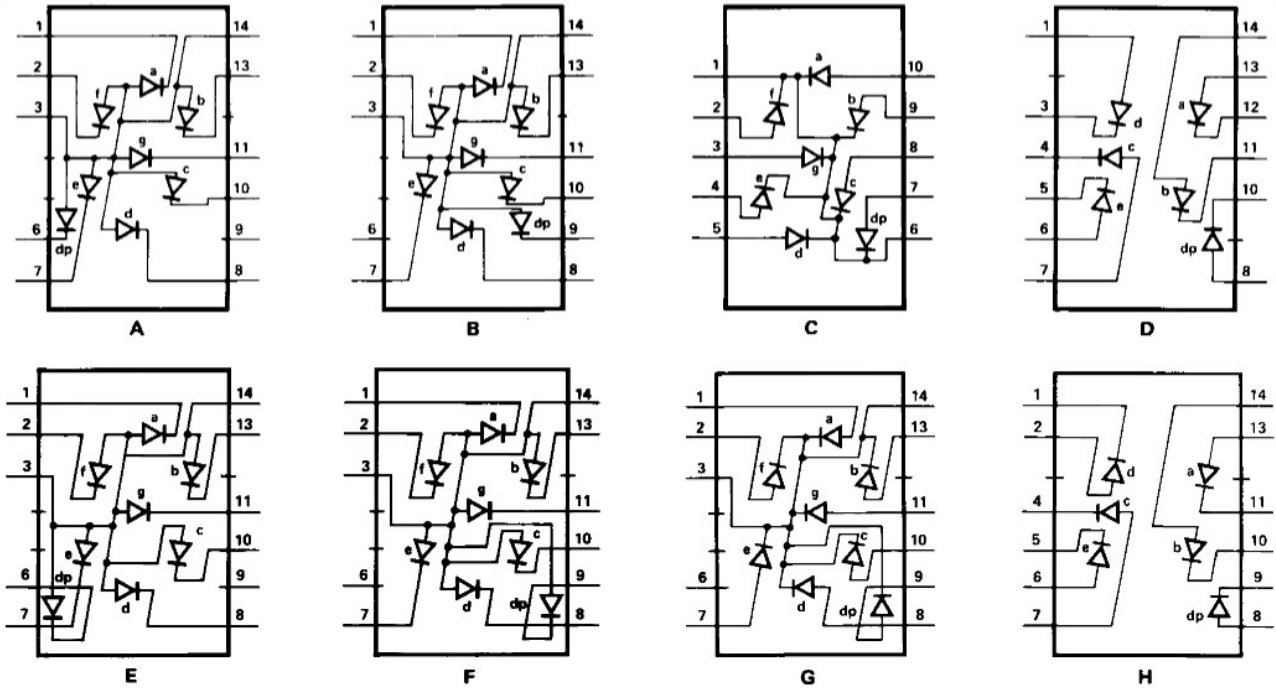 1 14
a
2 13
f b
3
g 11
e c
10
d
6 dp 9
7 8
A
1 14
a
2 13
f b
3
g 11
e c
10
dp
6 d 9
7 8
B
1 a 10
f b
2 9
3 g 8
e c
4 7
dp
5 d 6
C
1 14
13
3 d a 12
4 c 11
5 e b 10
6 dp
7 8
D
1 14
a
2 13
f b
3
g 11
c
e 10
dp
6 d 9
7 8
E
1 14
a
2 13
f b
3
g 11
c
e 10
6 d 9
dp
7 8
F
1 14
a
2 13
f b
3
g 11
c
e 10
6 d 9
dp
7 8
G
1 14
2 13
d a
4 c 11
5 e b 10
6 9
dp
7 8
H